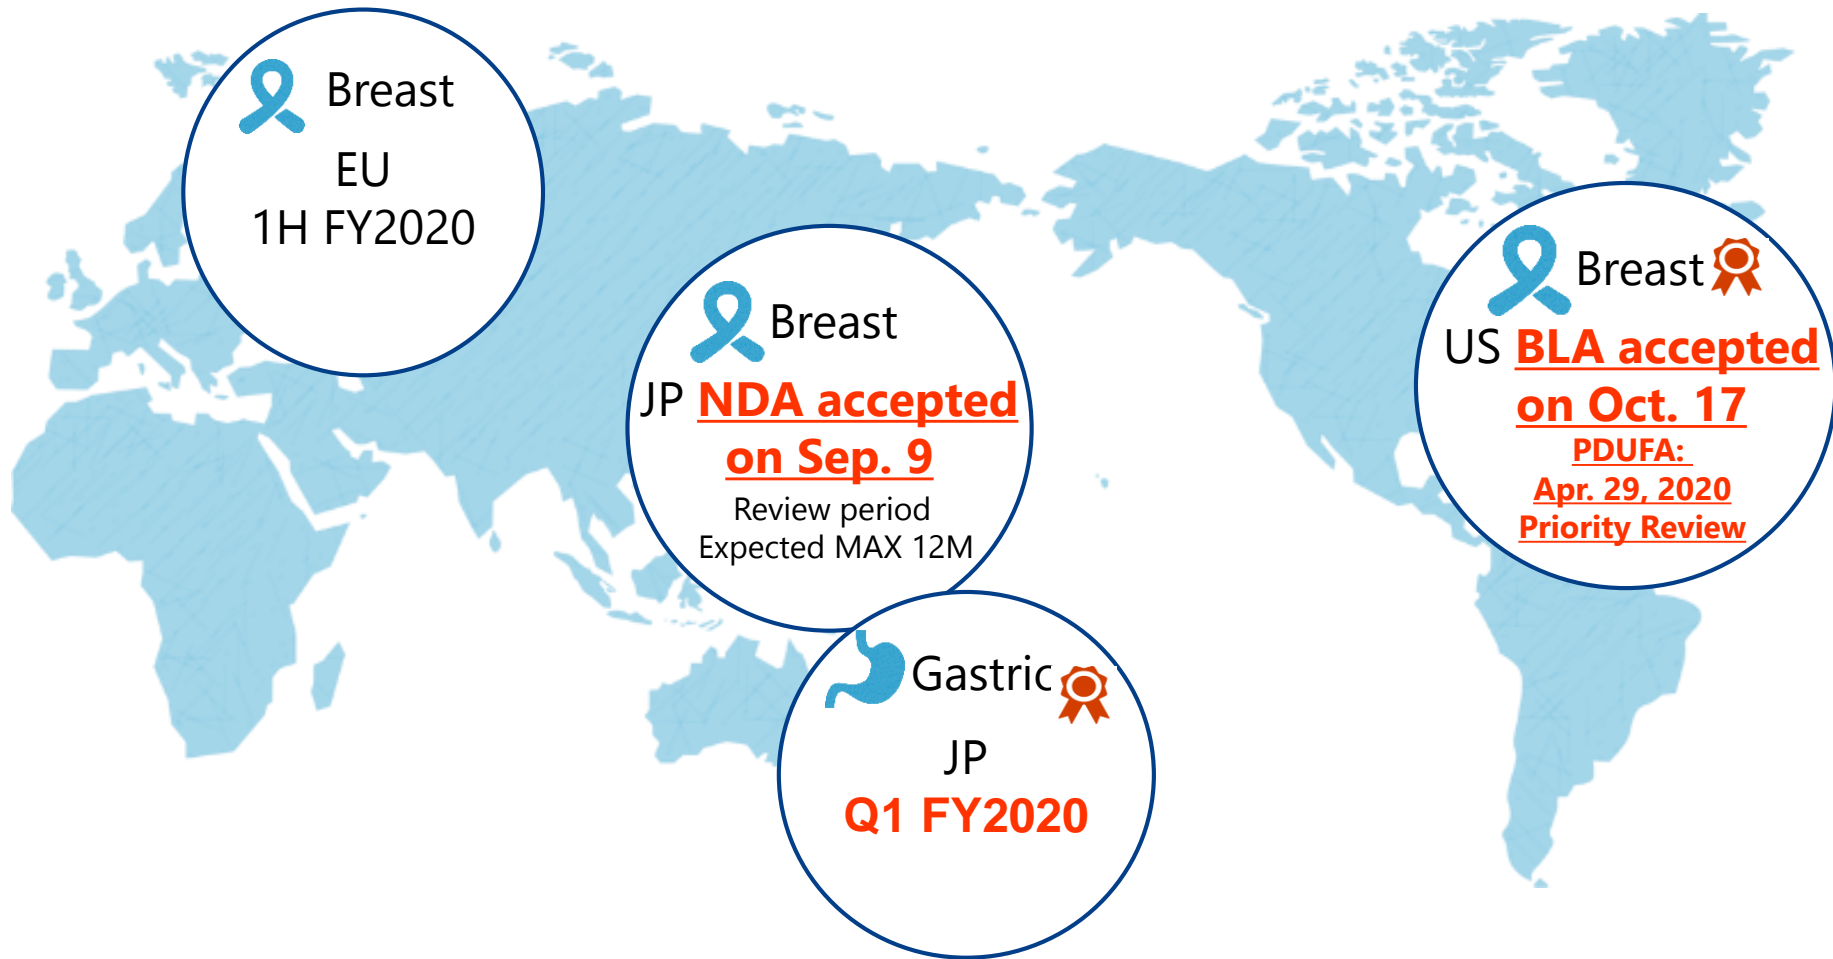 Breast
EU
1H FY2020
Breast
JP NDA accepted
on Sep. 9
Review period
Expected MAX 12M
Gastric
JP
Q1 FY2020
Breast
US BLA accepted
on Oct. 17
PDUFA:
Apr. 29, 2020
Priority Review